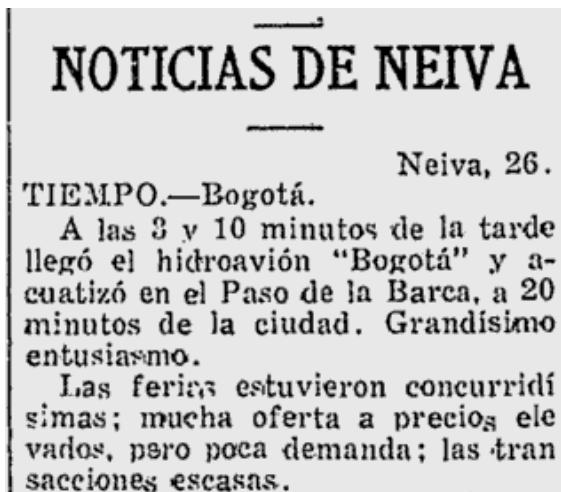 NOTICIAS DE NEIVA
Neiva, 26.
TIEMPO.—Bogotá.
A las 3 y 10 minutos de la tarde
llegó el hidroavión "Bogotá" y a-
cuatizó en el Paso de la Barca, a 20
minutos de la ciudad. Grandísimo
entusiasmo.
Las ferias estuvieron concurridí
simas; mucha oferta a precios ele
vados, pero poca demanda; las tran
sacciones escasas.